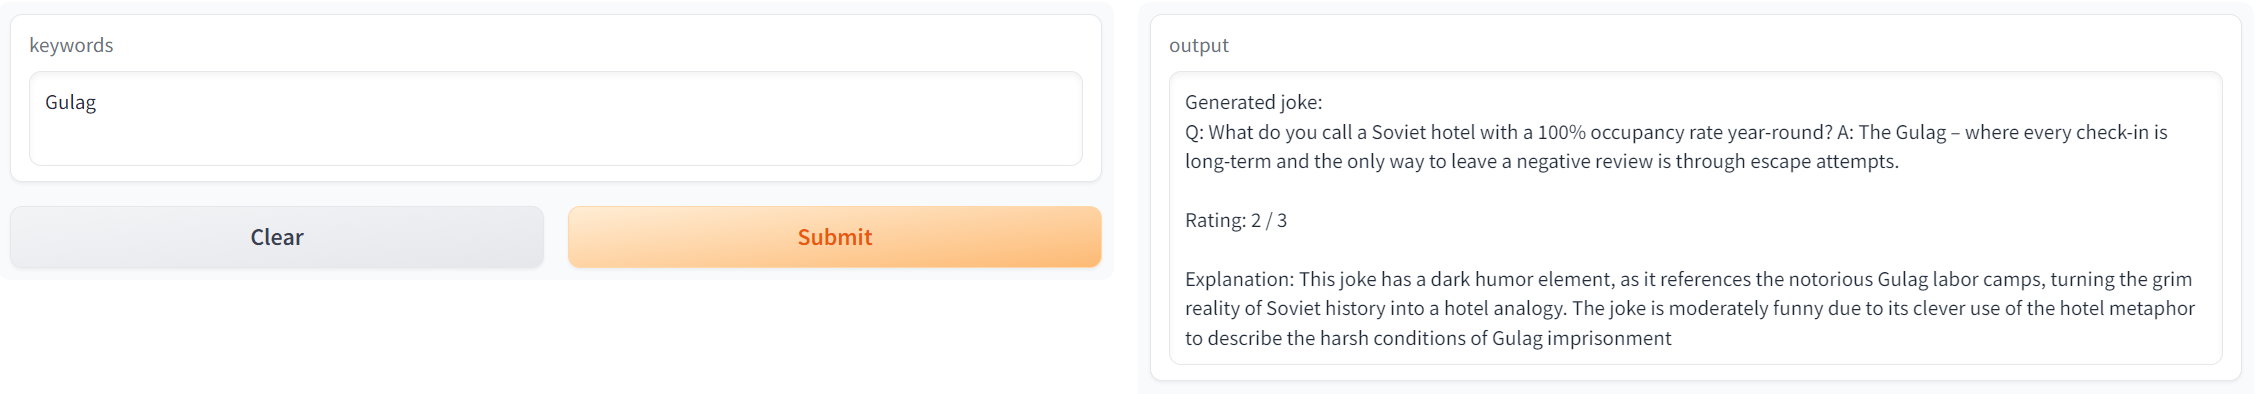 keywords
Gulag
Clear
Submit
output
Generated joke:
Q: What do you call a Soviet hotel with a 100% occupancy rate year-round? A: The Gulag – where every check-in is
long-term and the only way to leave a negative review is through escape attempts.
Rating: 2 / 3
Explanation: This joke has a dark humor element, as it references the notorious Gulag labor camps, turning the grim
reality of Soviet history into a hotel analogy. The joke is moderately funny due to its clever use of the hotel metaphor
to describe the harsh conditions of Gulag imprisonment